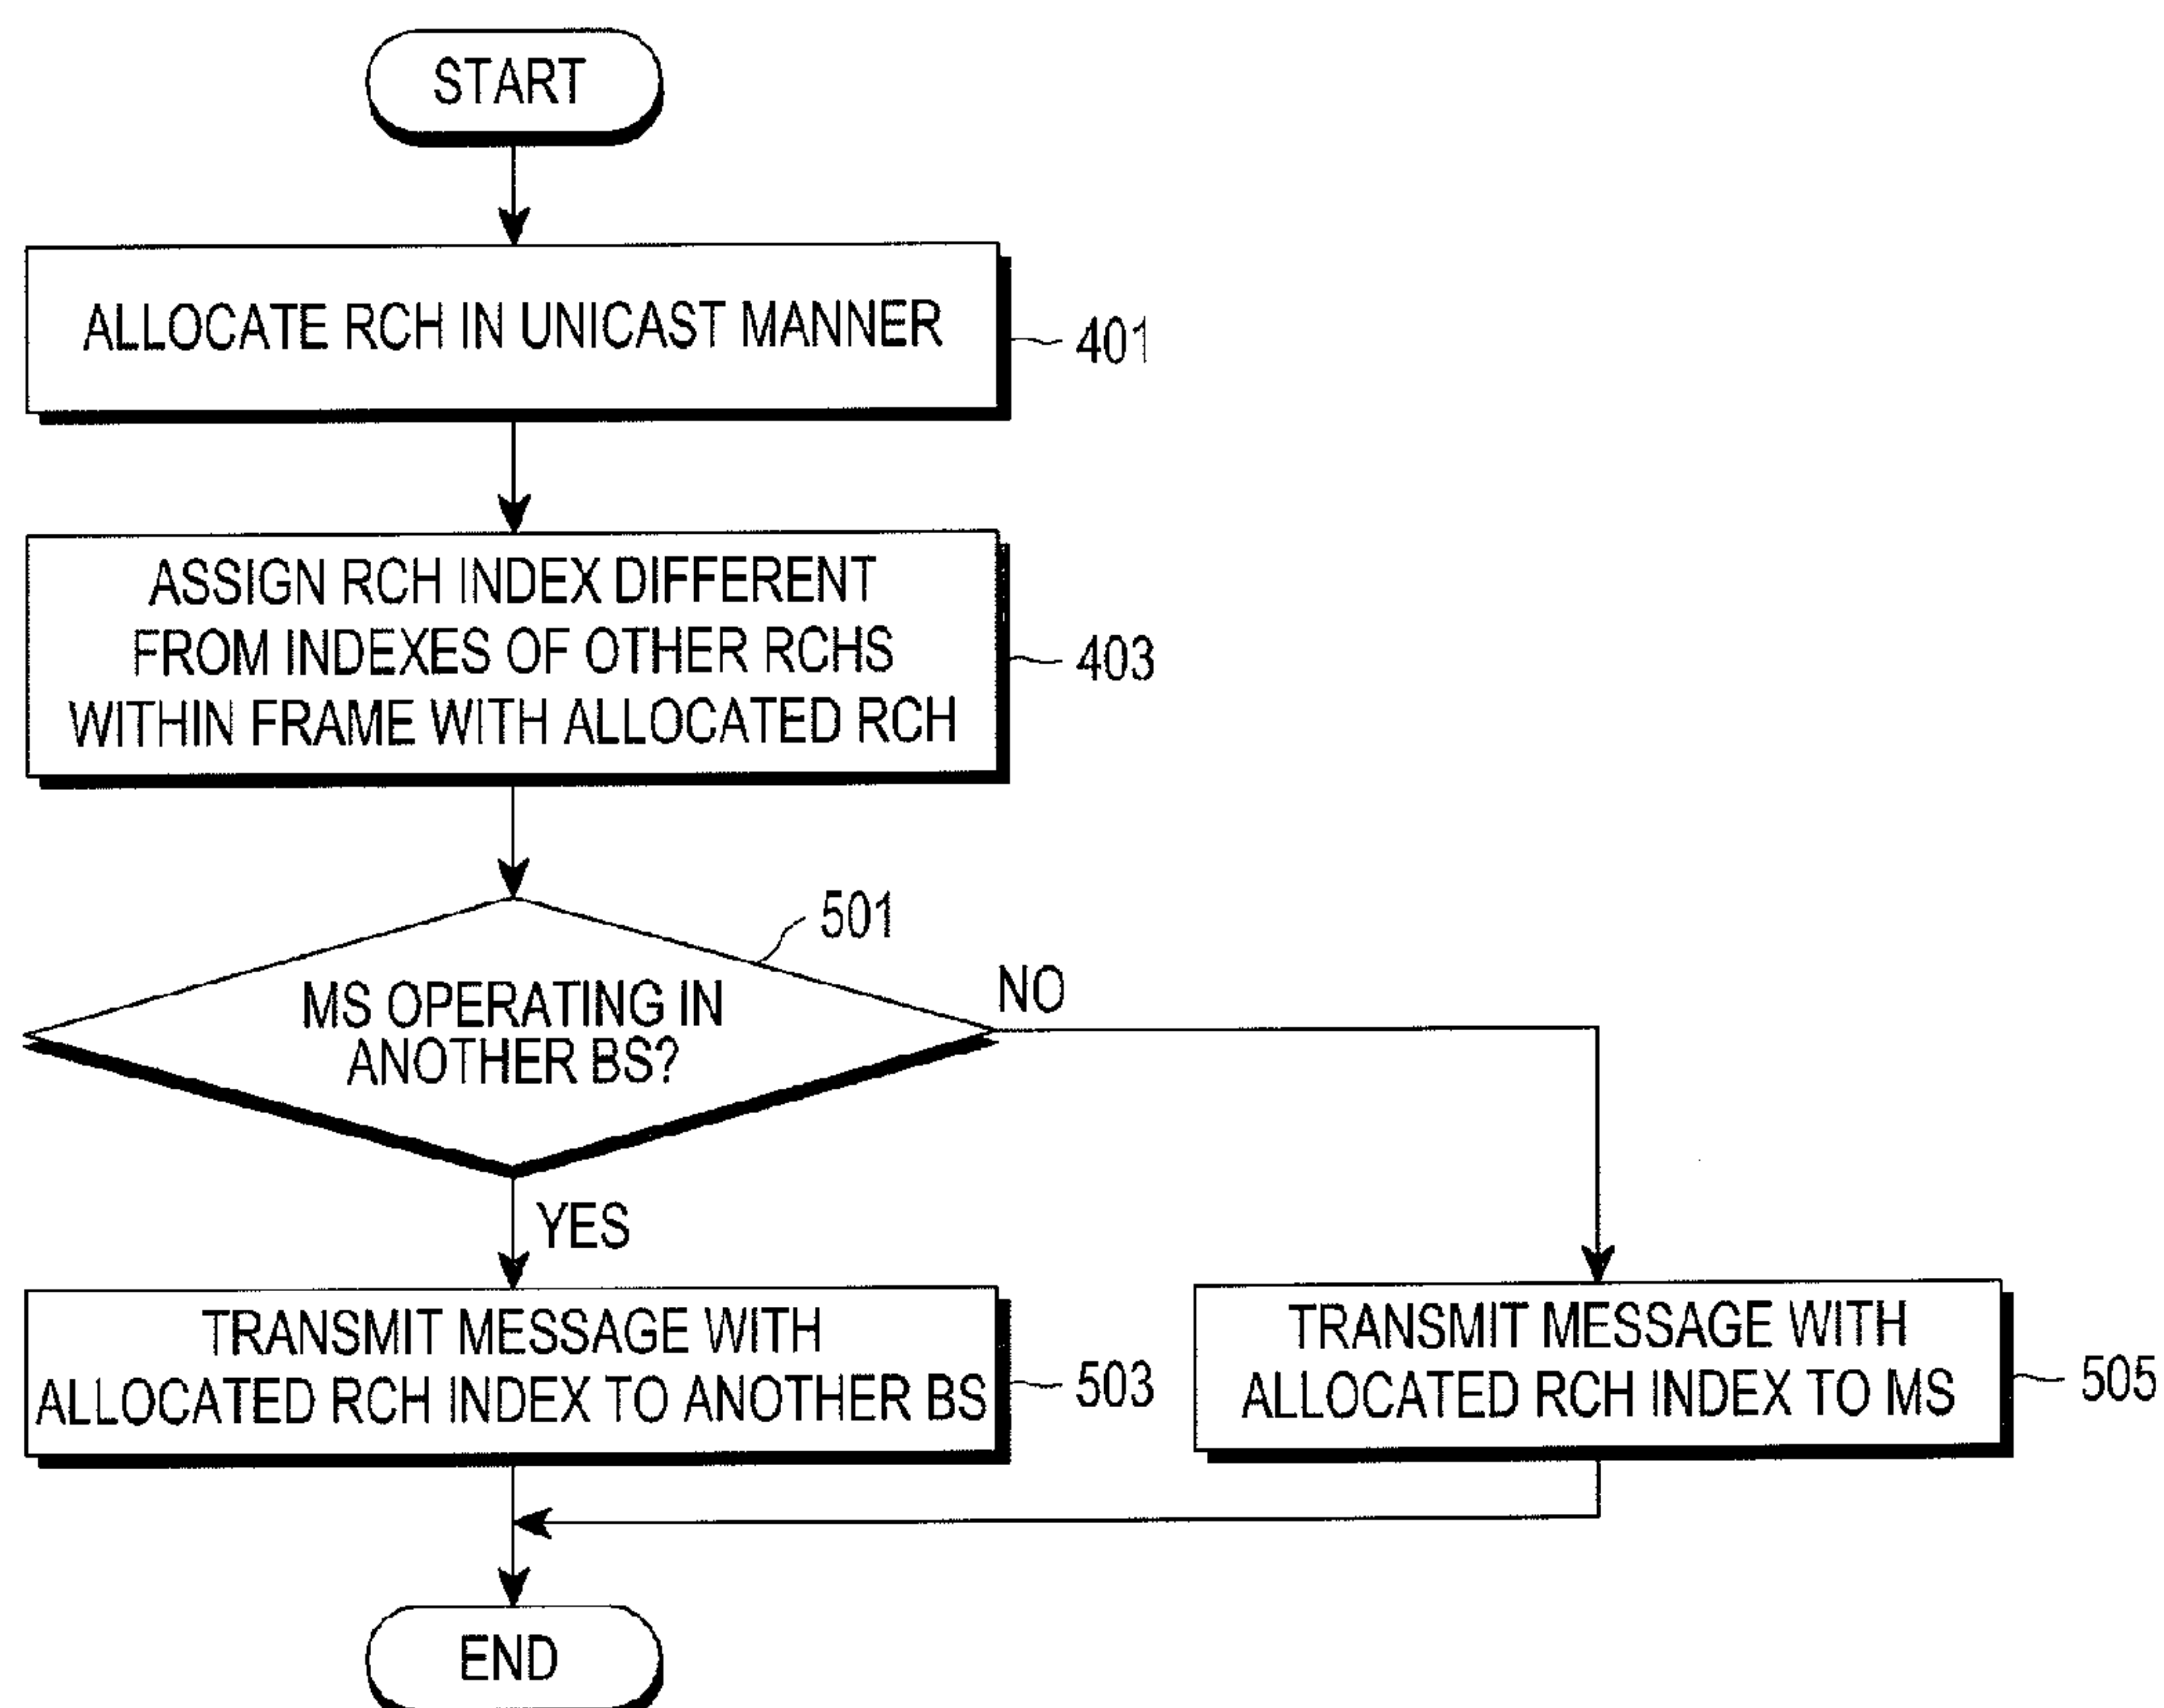 START
ALLOCATE RCH IN UNICAST MANNER
401
ASSIGN RCH INDEX DIFFERENT
FROM INDEXES OF OTHER RCHS
WITHIN FRAME WITH ALLOCATED RCH
403
501
MS OPERATING IN
ANOTHER BS?
NO
YES
TRANSMIT MESSAGE WITH
ALLOCATED RCH INDEX TO ANOTHER BS
503
TRANSMIT MESSAGE WITH
ALLOCATED RCH INDEX TO MS
505
END